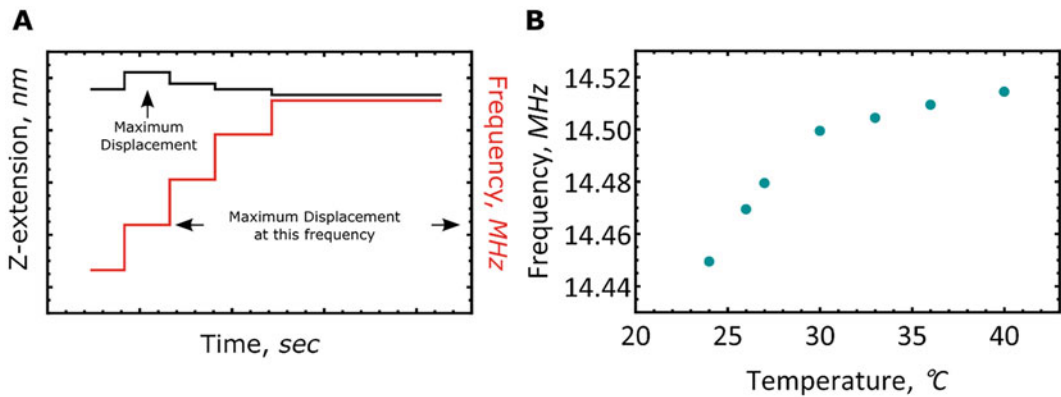 A
Z-extension, nm
Maximum
Displacement
Maximum Displacement
at this frequency
Frequency, MHz
Time, sec
B
Frequency, MHz
14.52
14.50
14.48
14.46
14.44
20
25
30
35
40
Temperature, °C